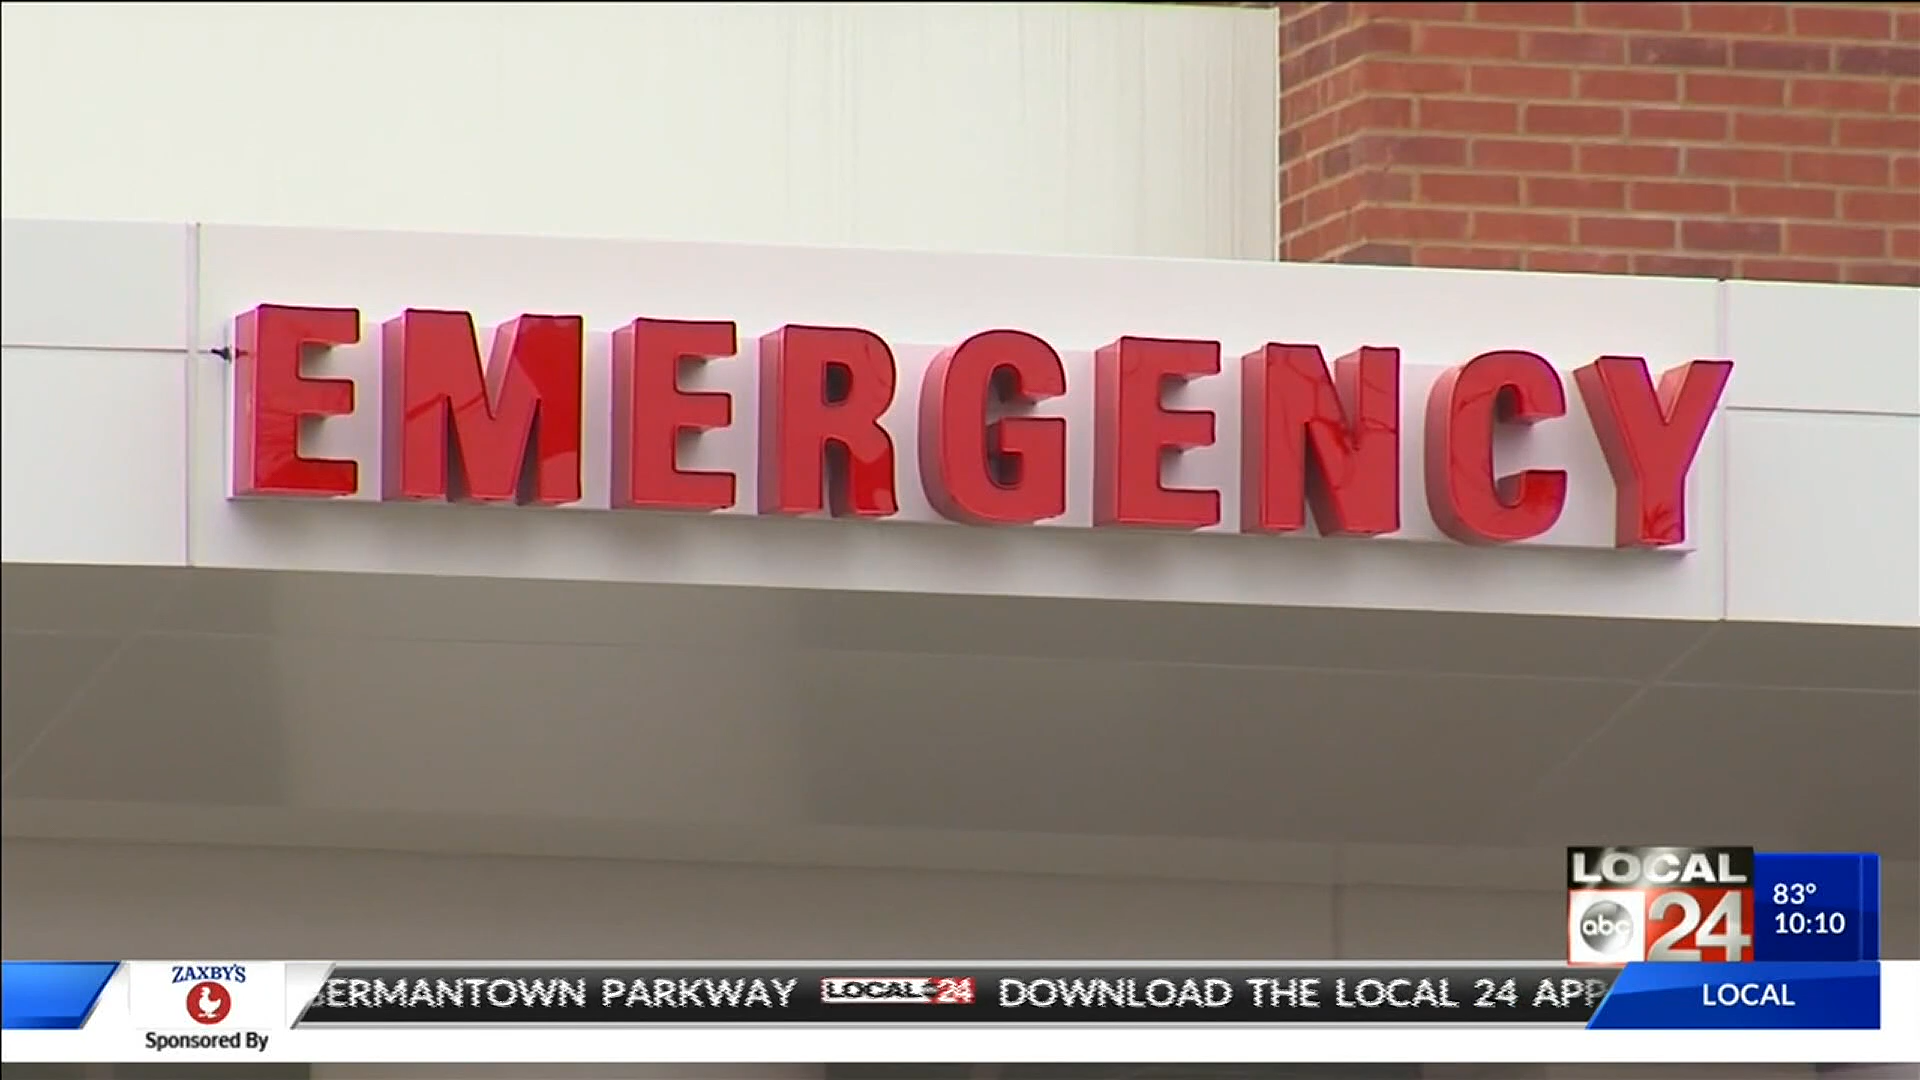 EMERGENCY
LOCAL
abc 24
83°
10:10
ZAXBY'S
Sponsored By
ERMANTOWN PARKWAY LOCAL 24 DOWNLOAD THE LOCAL 24 APP
LOCAL